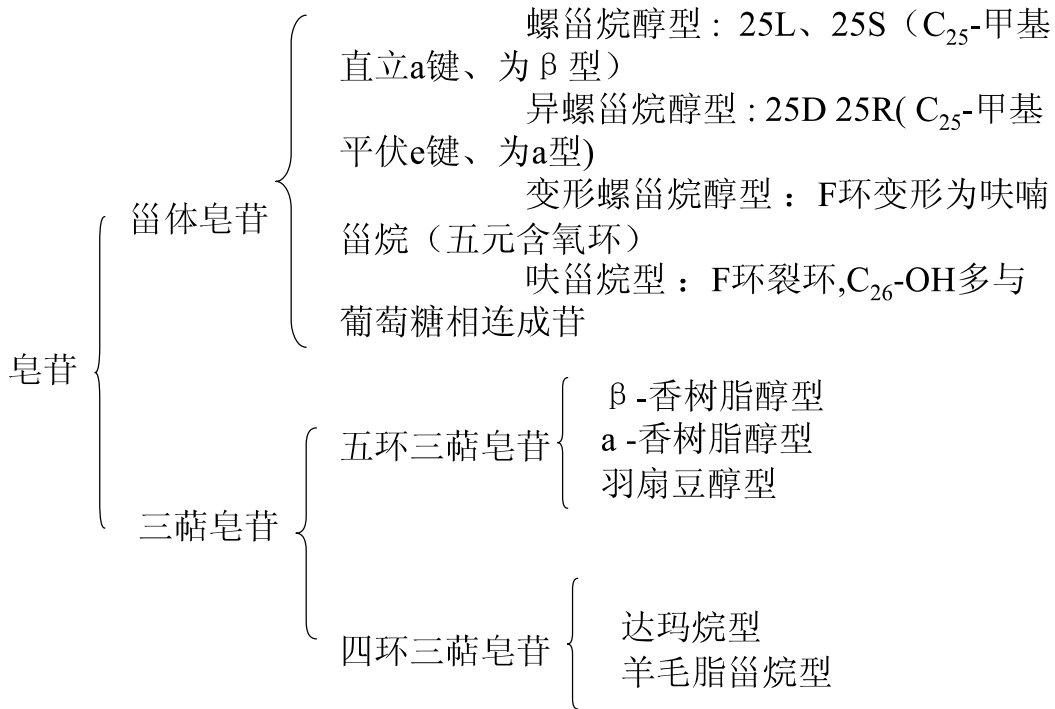 螺甾烷醇型: 25L、25S（C₂₅-甲基
直立a键、为β型）
异螺甾烷醇型: 25D 25R( C₂₅-甲基
平伏e键、为a型)
变形螺甾烷醇型：F环变形为呋喃
甾烷（五元含氧环）
呋甾烷型：F环裂环,C₂₆-OH多与
葡萄糖相连成苷
甾体皂苷
皂苷
三萜皂苷
五环三萜皂苷
β-香树脂醇型
a -香树脂醇型
羽扇豆醇型
四环三萜皂苷
达玛烷型
羊毛脂甾烷型